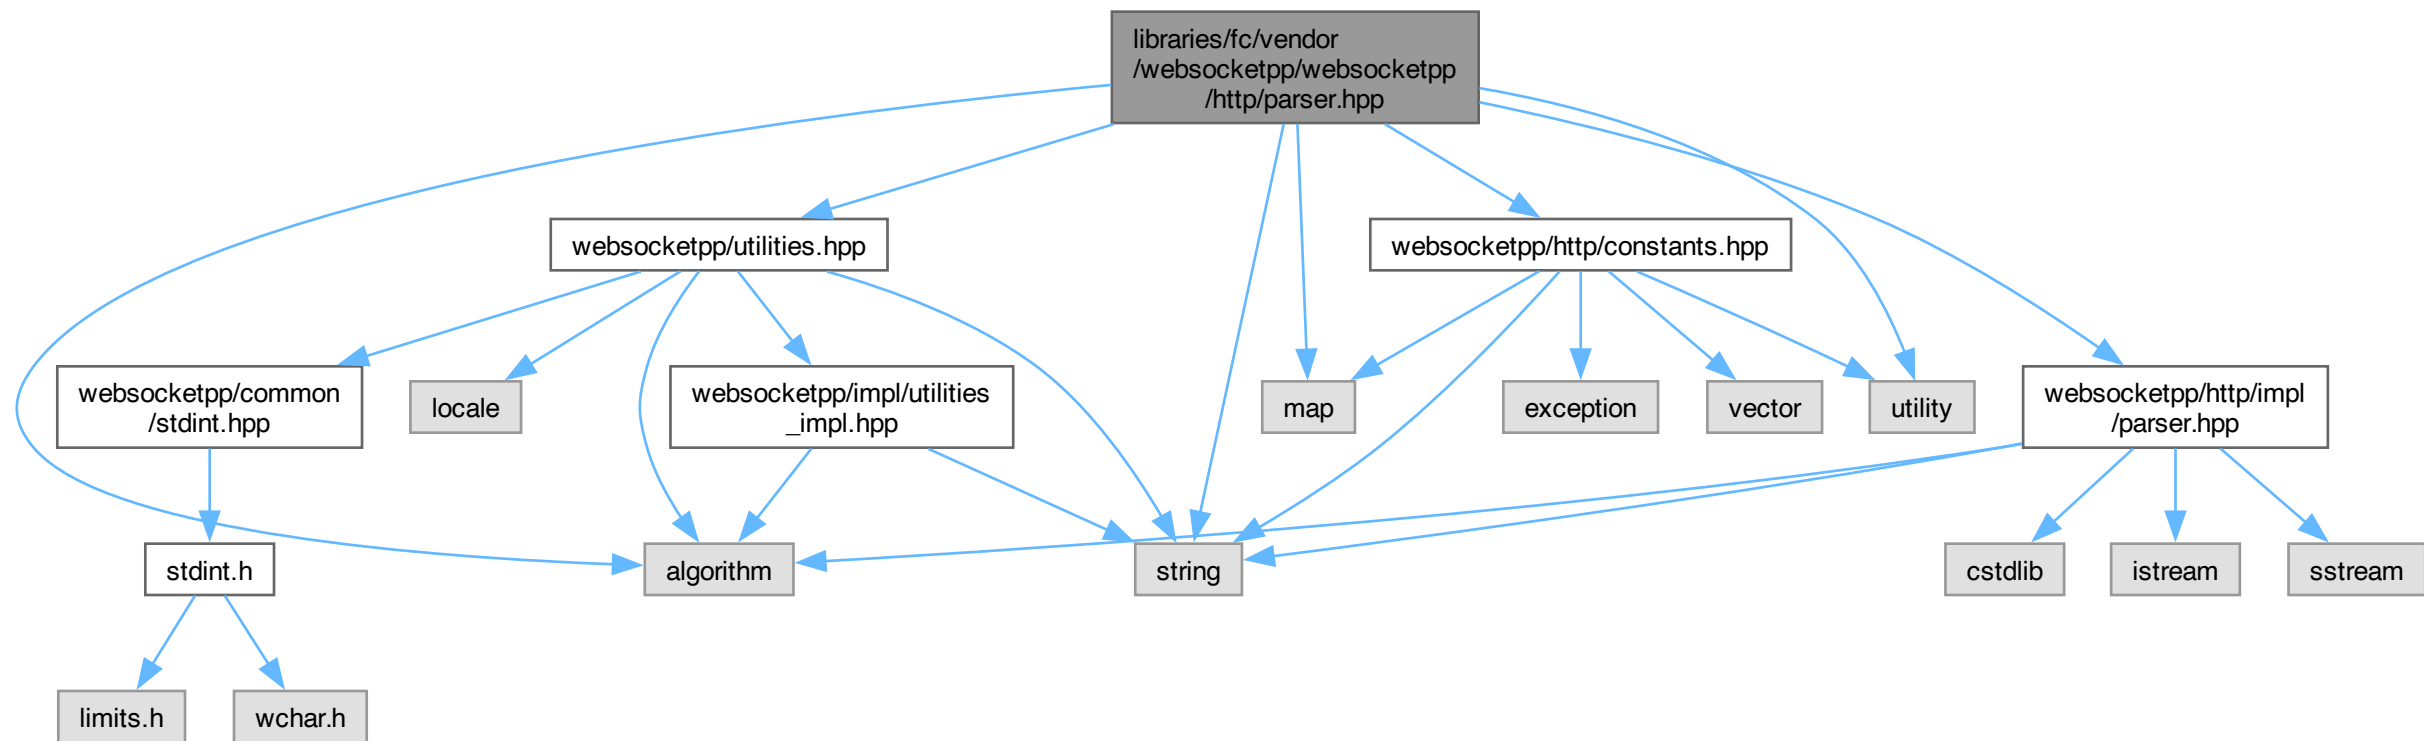 libraries/fc/vendor
/websocketpp/websocketpp
/http/parser.hpp
websocketpp/utilities.hpp
websocketpp/http/constants.hpp
websocketpp/common
/stdint.hpp
locale
websocketpp/impl/utilities
_impl.hpp
map
exception
vector
utility
websocketpp/http/impl
/parser.hpp
stdint.h
algorithm
string
cstdlib
istream
sstream
limits.h
wchar.h